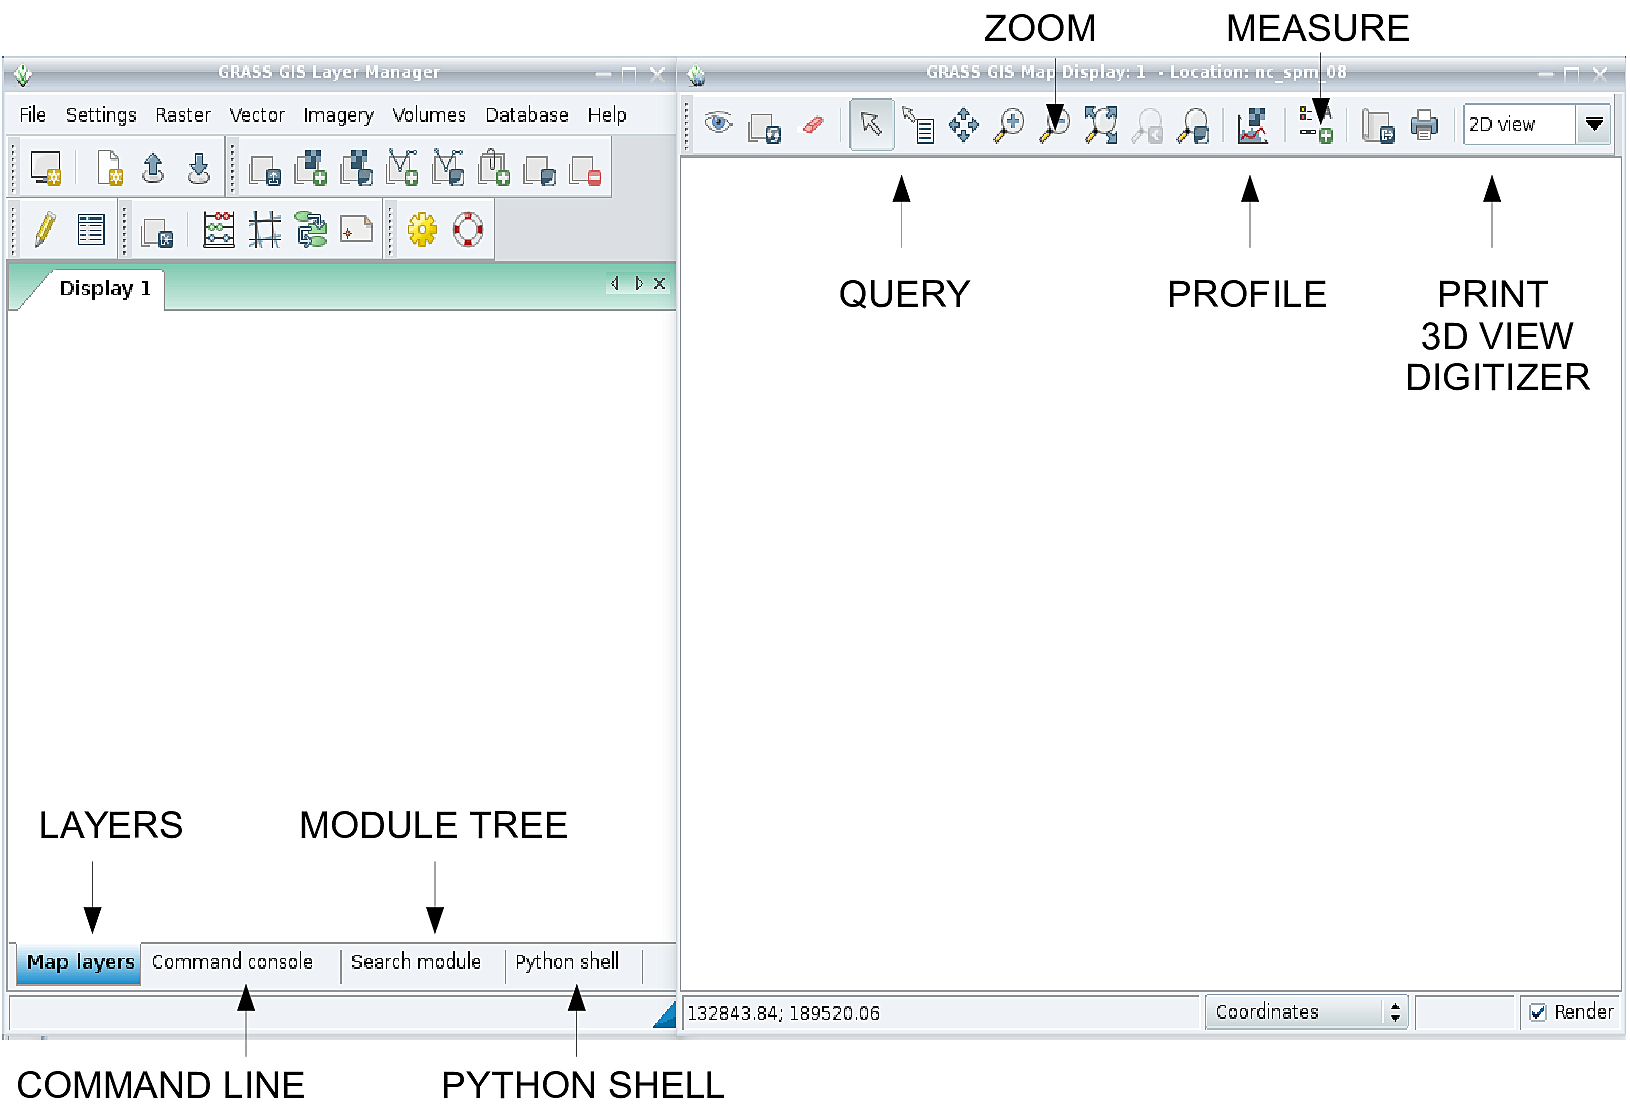 ZOOM
MEASURE
GRASS GIS Layer Manager
GRASS GIS Map Display: 1 - Location: nc_spm_08
File Settings Raster Vector Imagery Volumes Database Help
2D view
Display 1
QUERY
PROFILE
PRINT
3D VIEW
DIGITIZER
LAYERS
MODULE TREE
Map layers
Command console
Search module
Python shell
132843.84; 189520.06
Coordinates
Render
COMMAND LINE
PYTHON SHELL